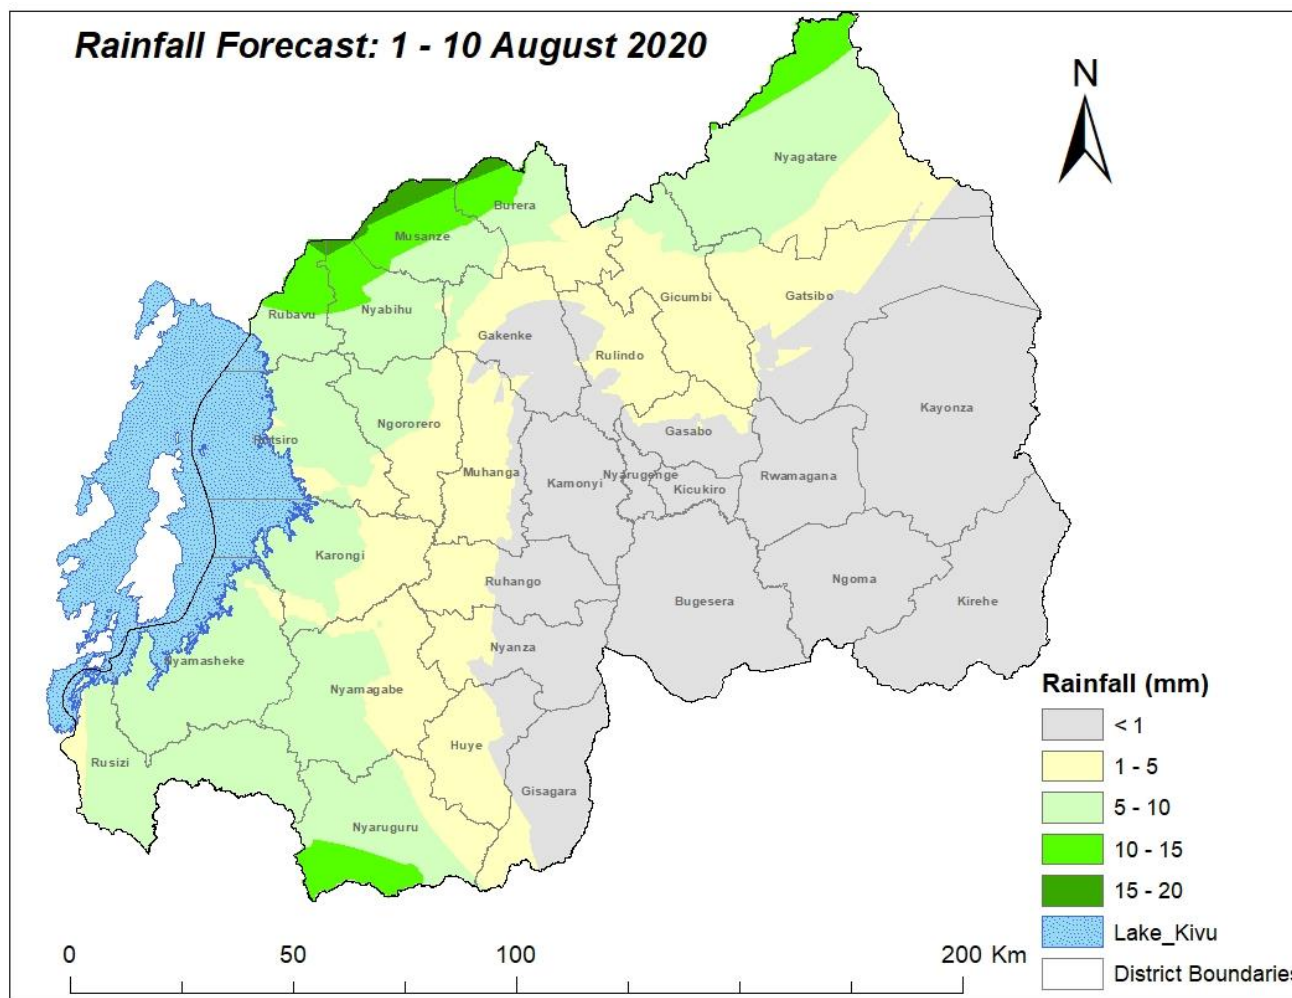 Rainfall Forecast: 1 - 10 August 2020
N
Nyagatare
Burera
Musanze
Gicumbi
Gatsibo
Rubavu
Nyabihu
Gakenke
Rulindo
Kayonza
Ngororero
Gasabo
Rutsiro
Muhanga
Kamonyi
Nyarugenge
Kicukiro
Rwamagana
Karongi
Ruhango
Bugesera
Ngoma
Kirehe
Nyanza
Nyamasheke
Nyamagabe
Huye
Rusizi
Gisagara
Nyaruguru
Rainfall (mm)
< 1
1 - 5
5 - 10
10 - 15
15 - 20
Lake_Kivu
District Boundaries
0 50 100 200 Km